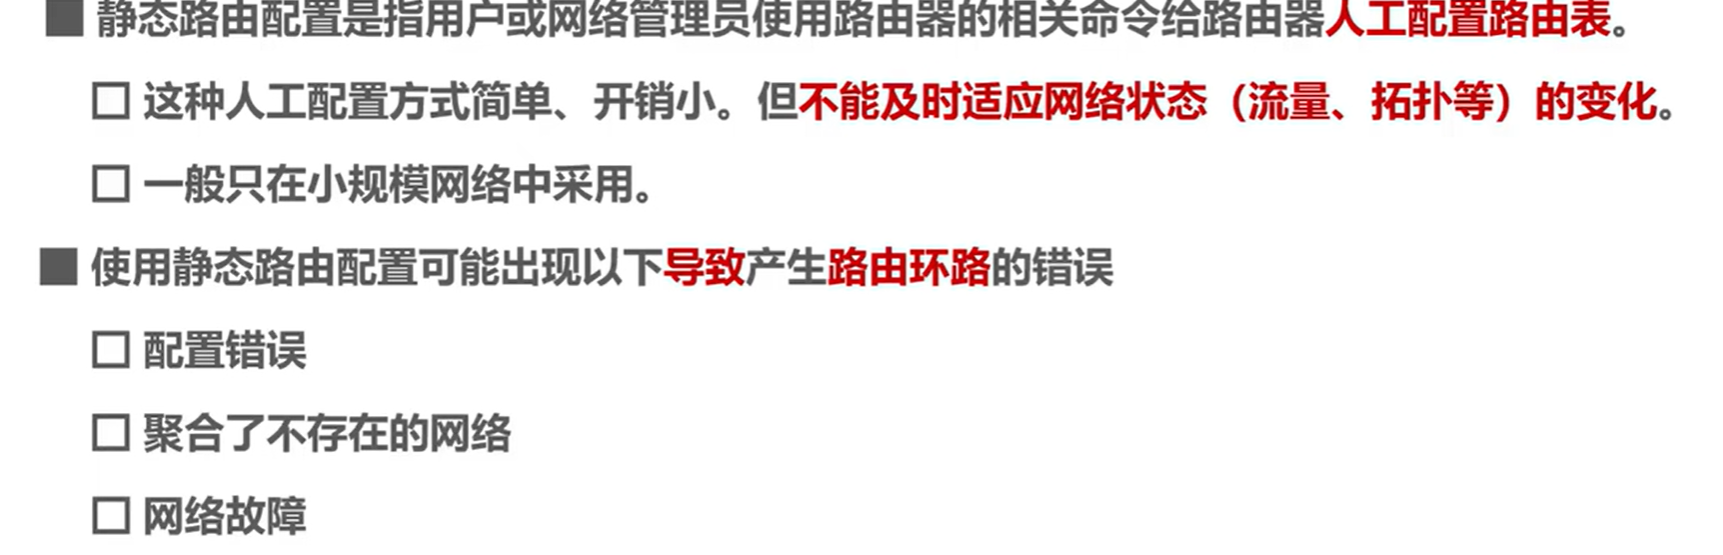 ■ 静态路由配置是指用户或网络管理员使用路由器的相关命令给路由器人工配置路由表。
□ 这种人工配置方式简单、开销小。但不能及时适应网络状态（流量、拓扑等）的变化。
□ 一般只在小规模网络中采用。
■ 使用静态路由配置可能出现以下导致产生路由环路的错误
□ 配置错误
□ 聚合了不存在的网络
□ 网络故障